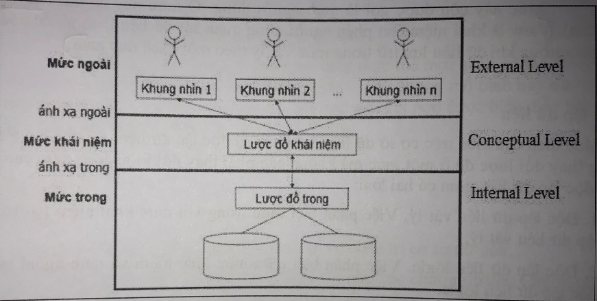 Mức ngoài
External Level
Khung nhìn 1
Khung nhìn 2
...
Khung nhìn n
ánh xạ ngoài
Mức khái niệm
Lược đồ khái niệm
Conceptual Level
ánh xạ trong
Mức trong
Lược đồ trong
Internal Level